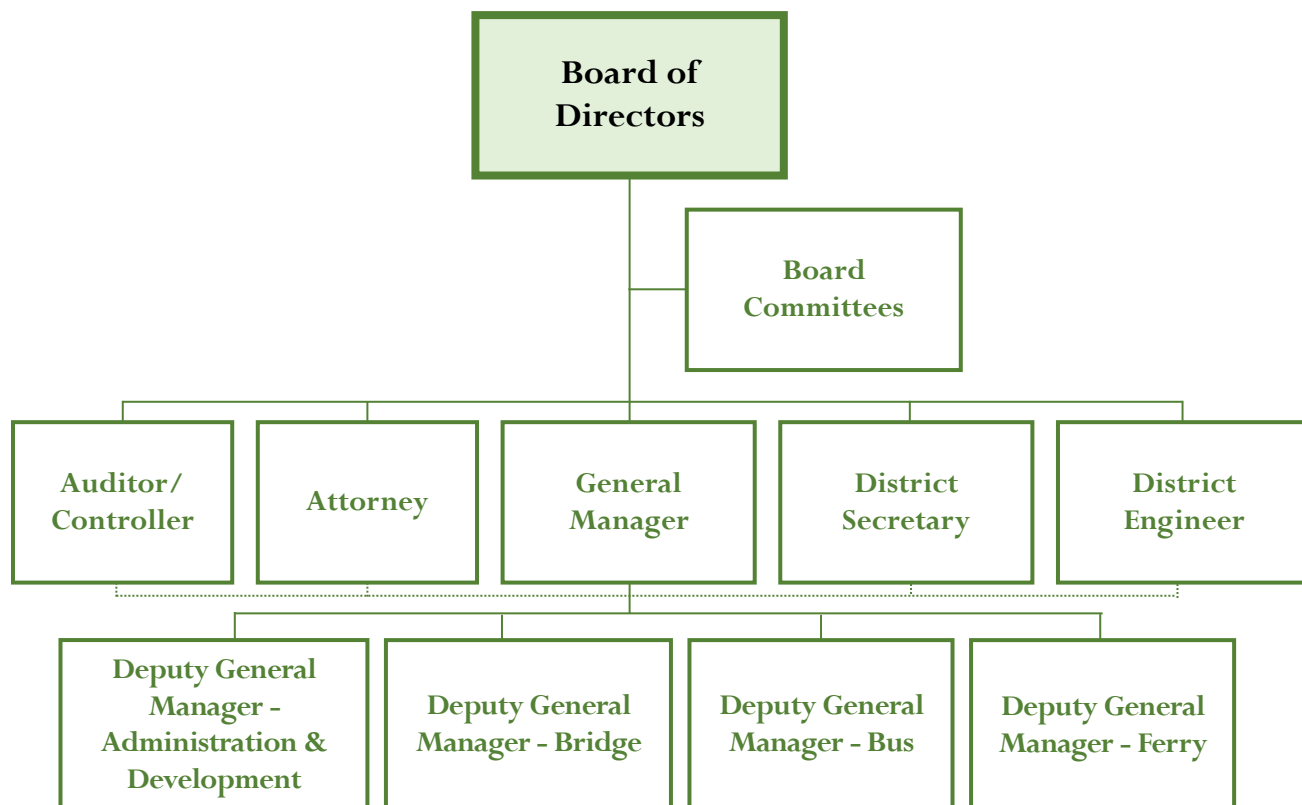 Board of
Directors
Board
Committees
Auditor/
Controller
Attorney
General
Manager
District
Secretary
District
Engineer
Deputy General
Manager -
Administration &
Development
Deputy General
Manager - Bridge
Deputy General
Manager - Bus
Deputy General
Manager - Ferry